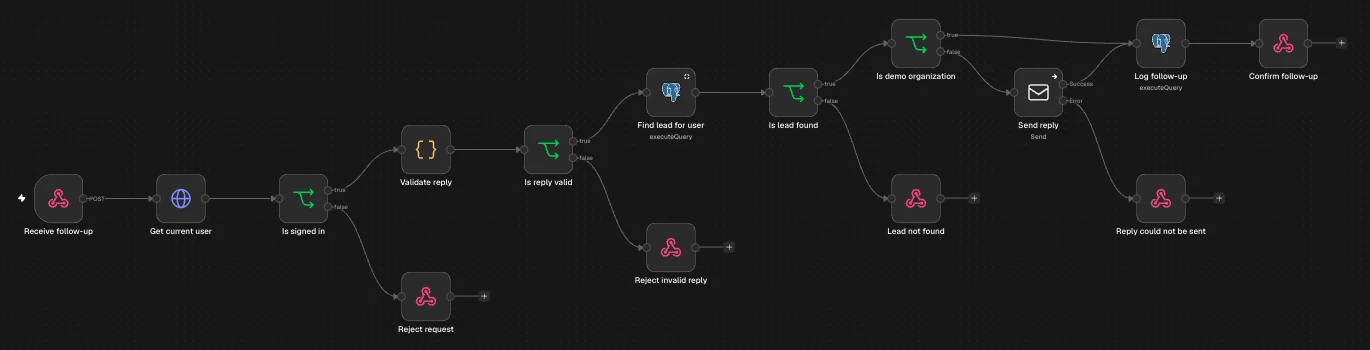 true
false
Is demo organization
Log follow-up
executeQuery
Confirm follow-up
Find lead for user
executeQuery
true
false
Is lead found
Success
Error
Send reply
Send
true
false
Validate reply
Is reply valid
POST
Receive follow-up
Get current user
true
false
Is signed in
Lead not found
Reply could not be sent
Reject invalid reply
Reject request